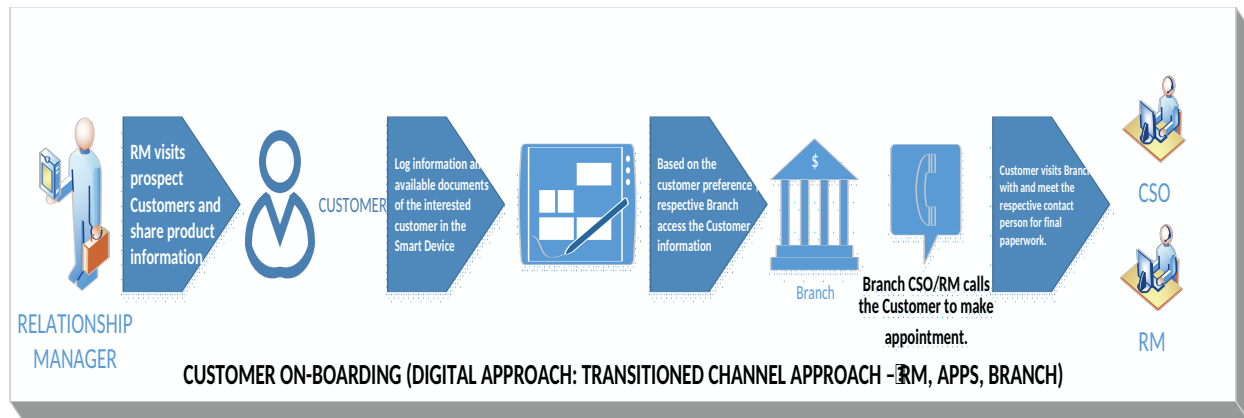 RM visits
prospect
Customers and
share product
information
RELATIONSHIP
MANAGER
CUSTOMER
Log information an
available documents
of the interested
customer in the
Smart Device
Based on the
customer preference
respective Branch
access the Customer
information
$
Branch
Branch CSO/RM calls
the Customer to make
appointment.
Customer visits Branc
with and meet the
respective contact
person for final
paperwork.
CSO
RM
CUSTOMER ON-BOARDING (DIGITAL APPROACH: TRANSITIONED CHANNEL APPROACH – RM, APPS, BRANCH)